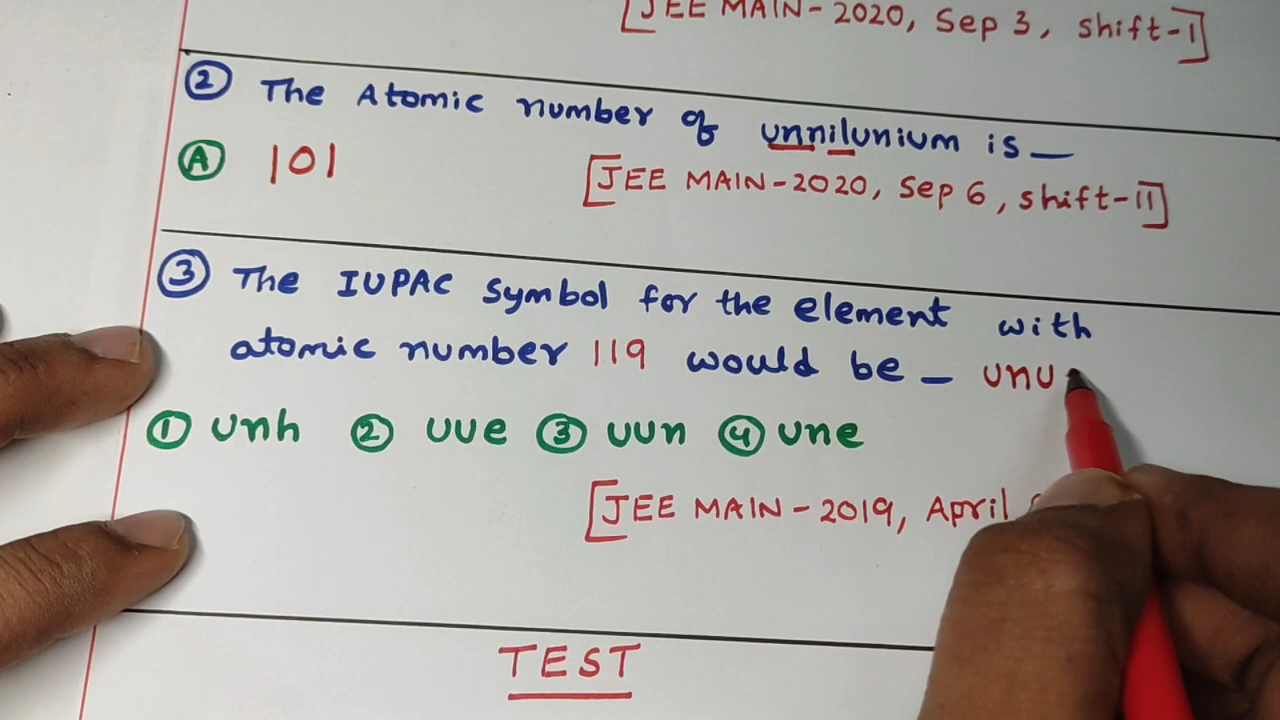 [JEE MAIN-2020, Sep 3, shift-I]
② The Atomic number of unnilunium is —
Ⓐ 101
[JEE MAIN-2020, Sep 6, shift-II]
③ The IUPAC symbol for the element with
atomic number 119 would be – unu
① unh ② uue ③ uun ④ une
[JEE MAIN-2019, April
TEST